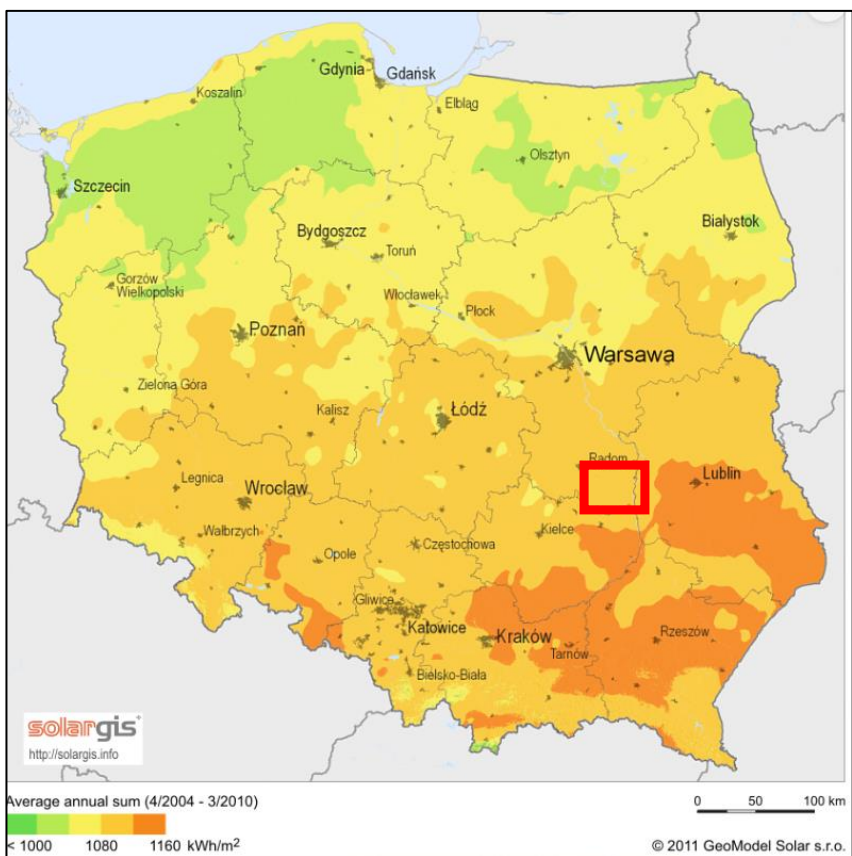 Gdynia
Gdańsk
Koszalin
Elbląg
Olsztyn
Szczecin
Białystok
Bydgoszcz
Toruń
Gorzów
Wielkopolski
Włocławek
Płock
Poznań
Warsawa
Zielona Góra
Kalisz
Łódź
Radom
Legnica
Wrocław
Lublin
Wałbrzych
Kielce
Opole
Częstochowa
Gliwice
Katowice
Kraków
Tarnów
Rzeszów
Bielsko-Biała
solargis
http://solargis.info
Average annual sum (4/2004 - 3/2010)
0 50 100 km
< 1000 1080 1160 kWh/m²
© 2011 GeoModel Solar s.r.o.